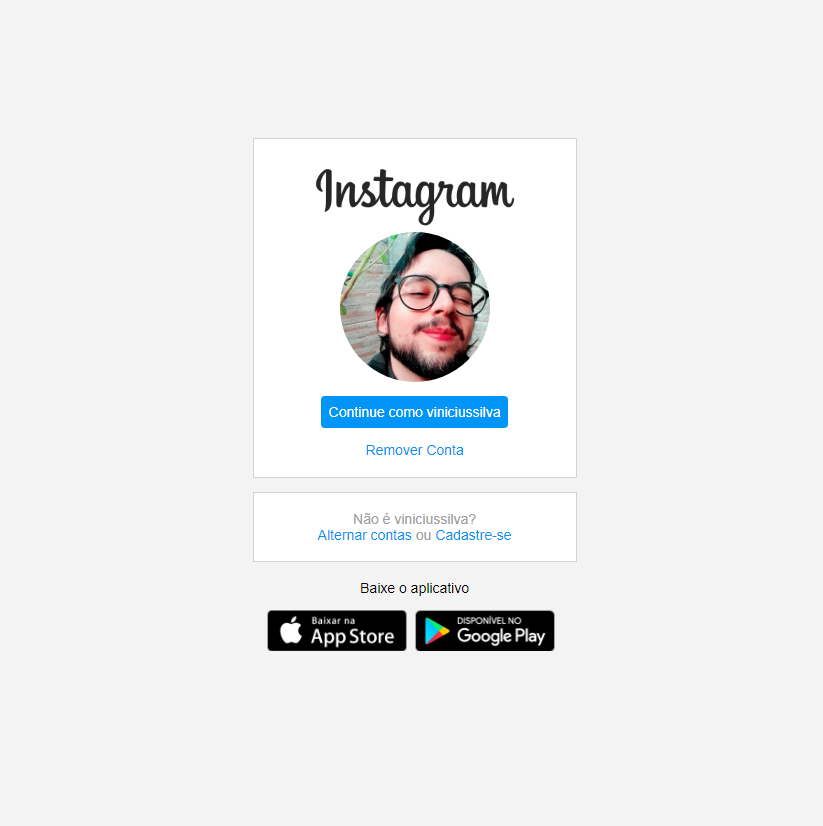 Instagram
Continue como viniciussilva
Remover Conta
Não é viniciussilva?
Alternar contas ou Cadastre-se
Baixe o aplicativo
Baixar na
App Store
DISPONÍVEL NO
Google Play